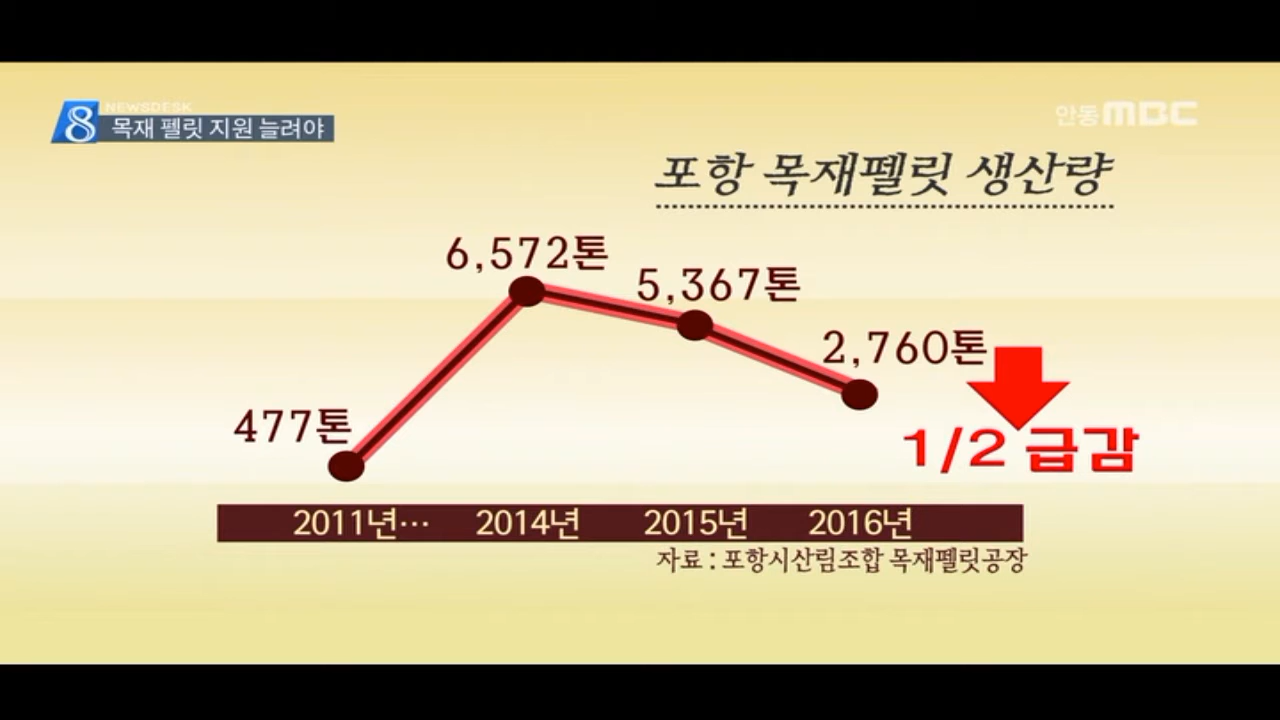 NEWSDESK
8 목재 펠릿 지원 늘려야
안동MBC
포항 목재펠릿 생산량
6,572톤
5,367톤
2,760톤
477톤
1/2 급감
2011년… 2014년 2015년 2016년
자료 : 포항시산림조합 목재펠릿공장